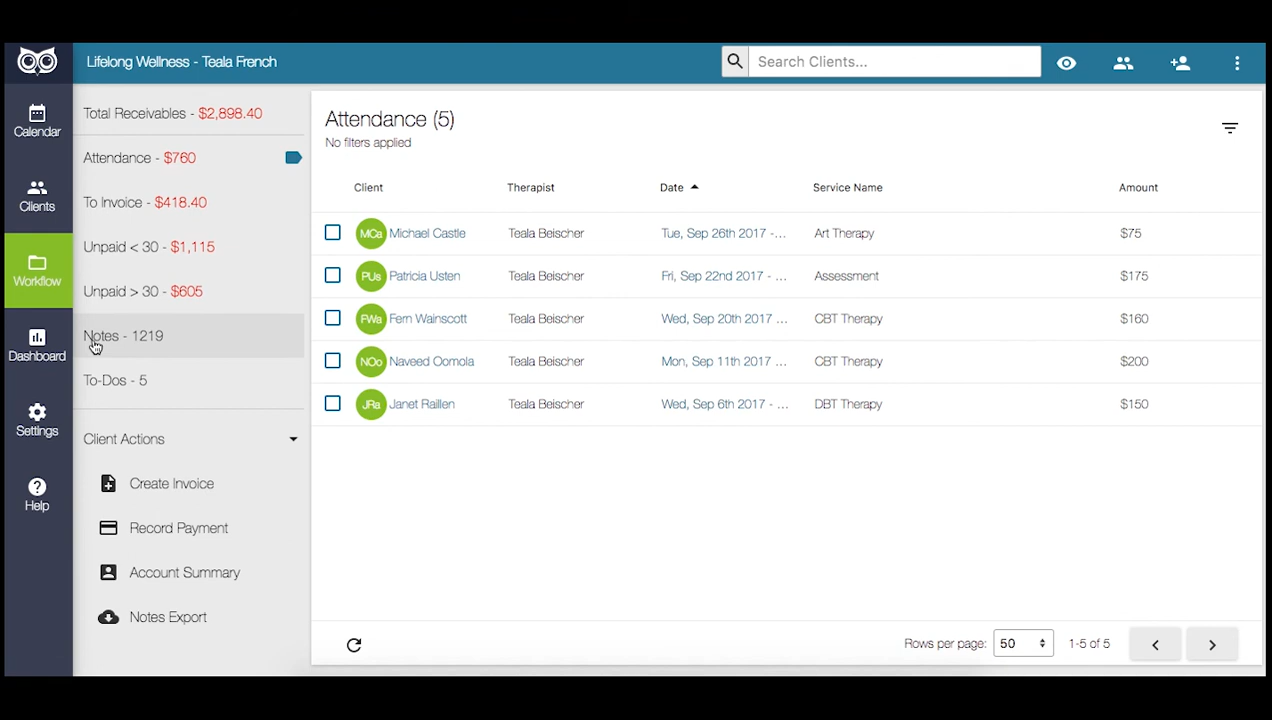 Lifelong Wellness - Teala French
Search Clients...
Calendar
Clients
Workflow
Dashboard
Settings
Help
Total Receivables - $2,898.40
Attendance - $760
To Invoice - $418.40
Unpaid < 30 - $1,115
Unpaid > 30 - $605
Notes - 1219
To-Dos - 5
Client Actions
Create Invoice
Record Payment
Account Summary
Notes Export
Attendance (5)
No filters applied
Client Therapist Date Service Name Amount
MCa Michael Castle Teala Beischer Tue, Sep 26th 2017 -... Art Therapy $75
PUs Patricia Usten Teala Beischer Fri, Sep 22nd 2017 - ... Assessment $175
FWa Fern Wainscott Teala Beischer Wed, Sep 20th 2017 - ... CBT Therapy $160
NOo Naveed Oomola Teala Beischer Mon, Sep 11th 2017 ... CBT Therapy $200
JRa Janet Raillen Teala Beischer Wed, Sep 6th 2017 - ... DBT Therapy $150
Rows per page: 50 1-5 of 5